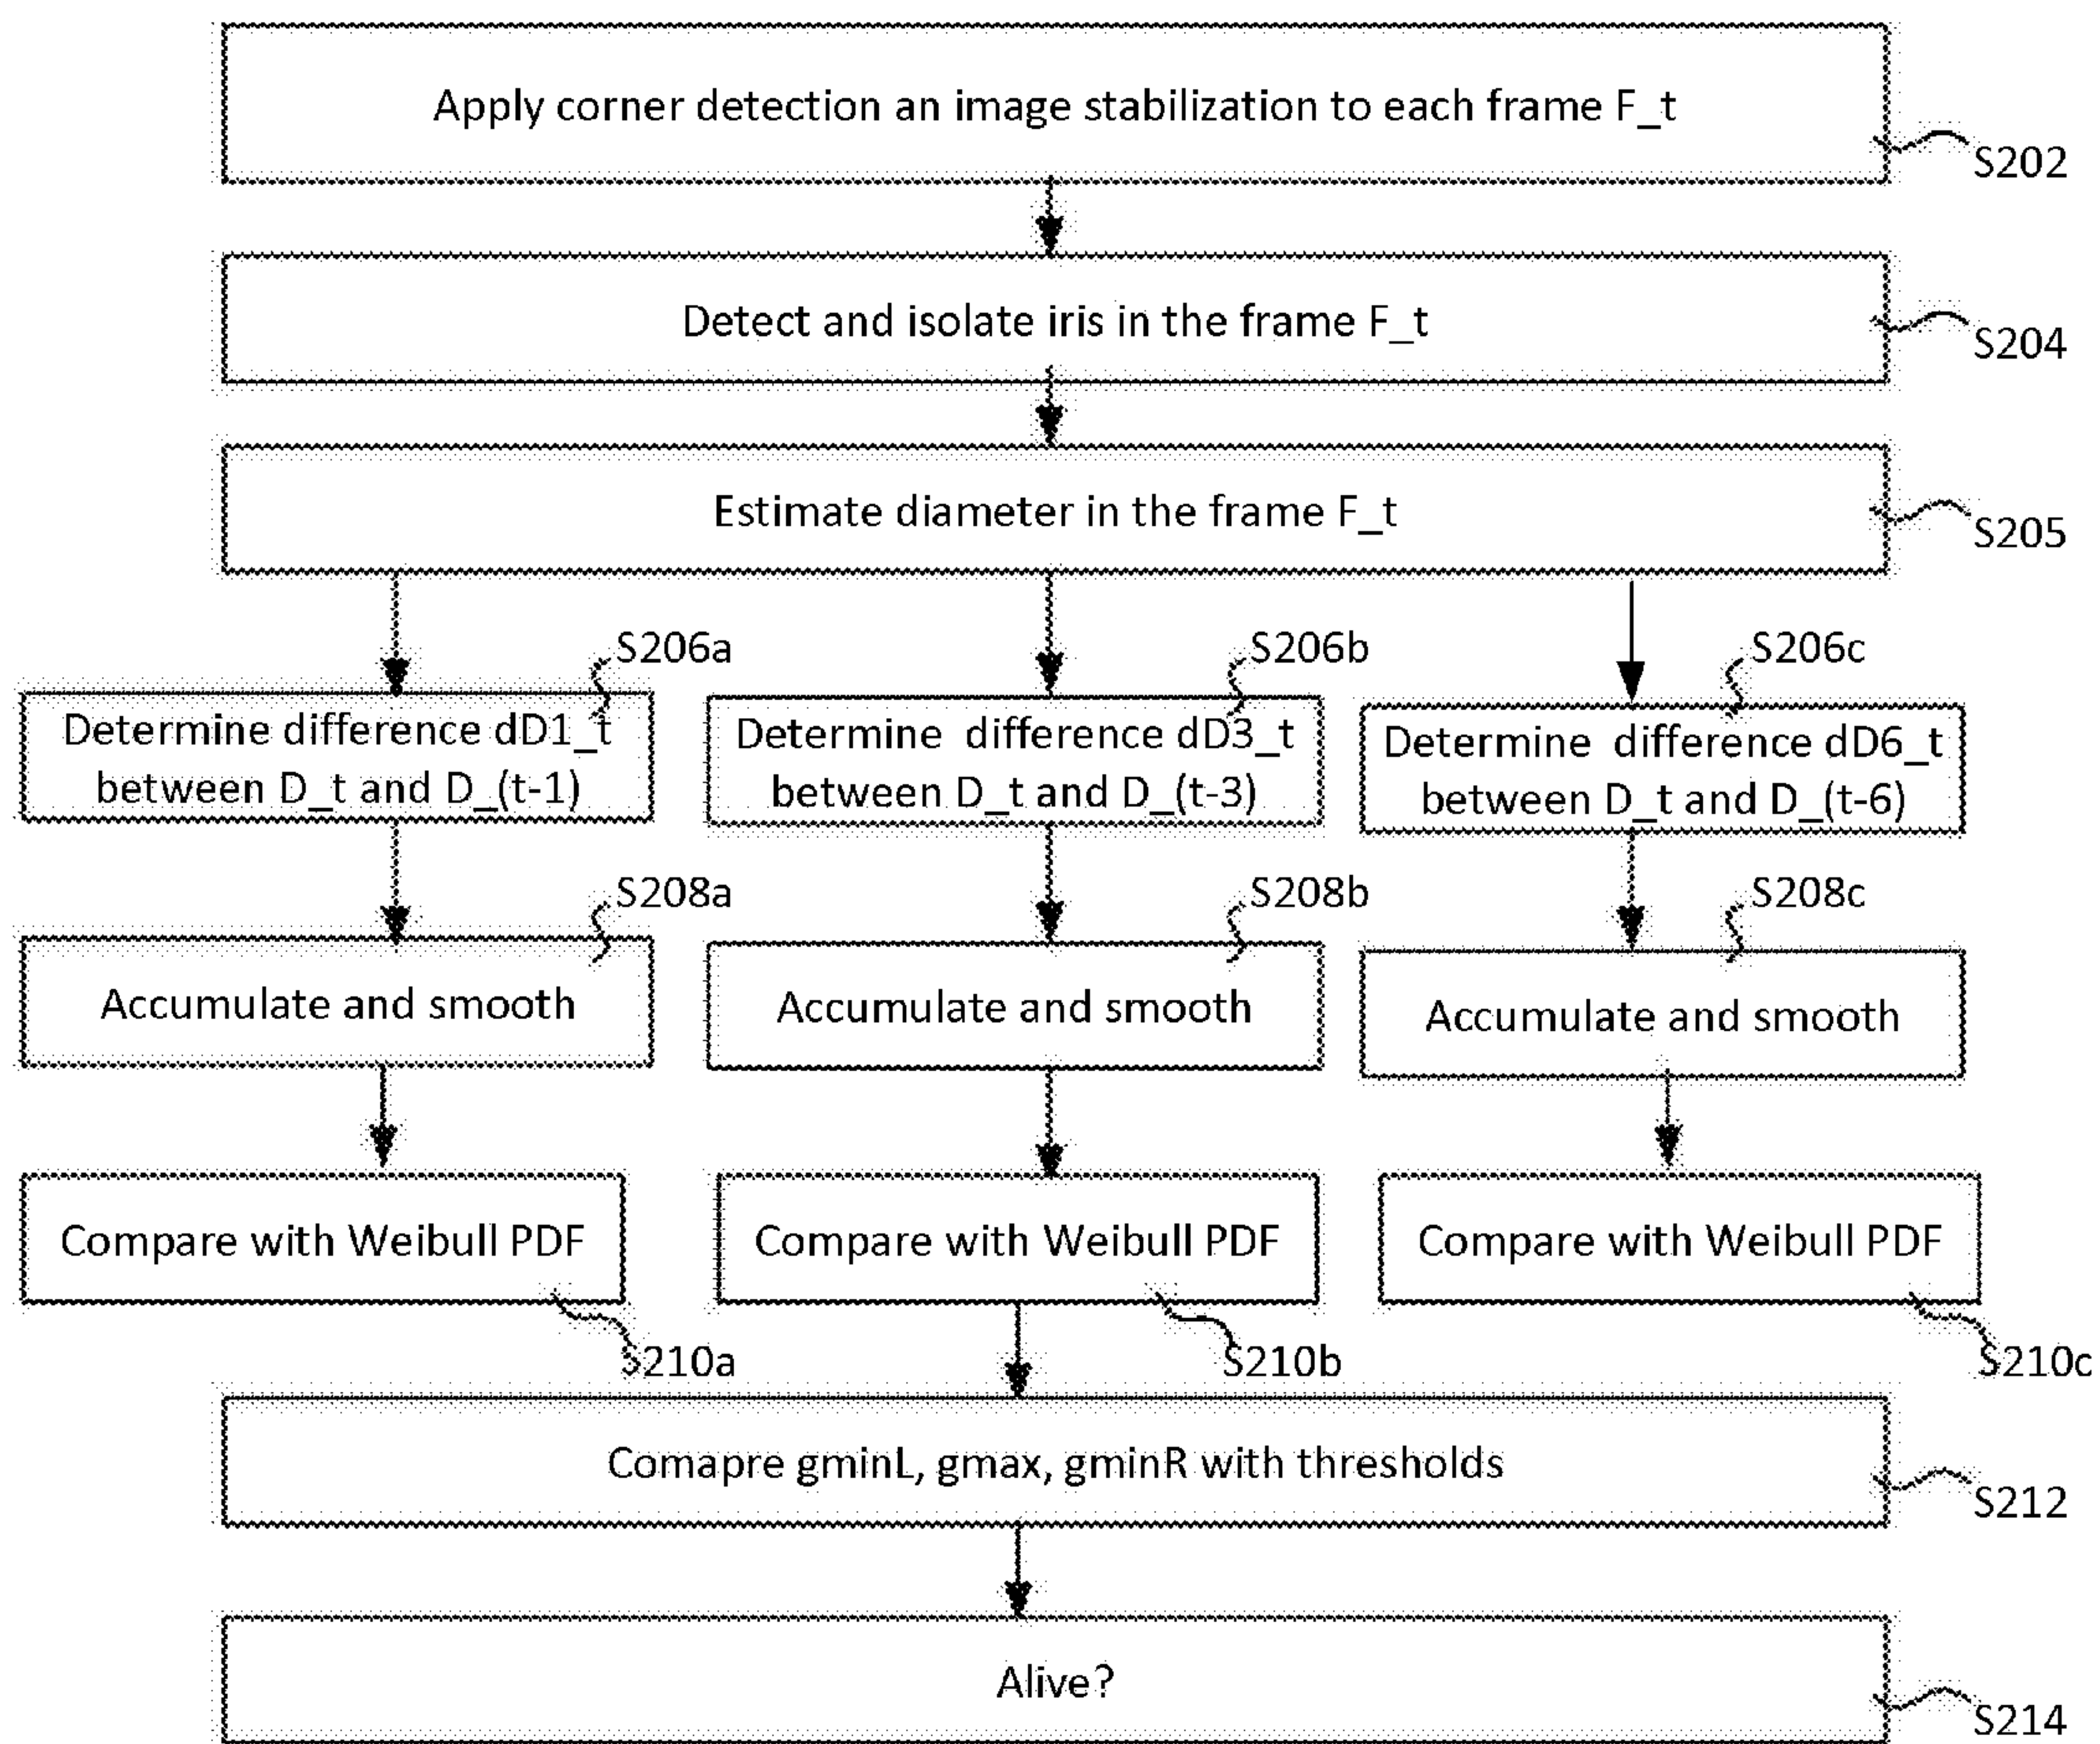 Apply corner detection an image stabilization to each frame F_t
S202
Detect and isolate iris in the frame F_t
S204
Estimate diameter in the frame F_t
S205
S206a
S206b
S206c
Determine difference dD1_t
between D_t and D_(t-1)
Determine difference dD3_t
between D_t and D_(t-3)
Determine difference dD6_t
between D_t and D_(t-6)
S208a
S208b
S208c
Accumulate and smooth
Accumulate and smooth
Accumulate and smooth
Compare with Weibull PDF
Compare with Weibull PDF
Compare with Weibull PDF
S210a
S210b
S210c
Comapre gminL, gmax, gminR with thresholds
S212
Alive?
S214